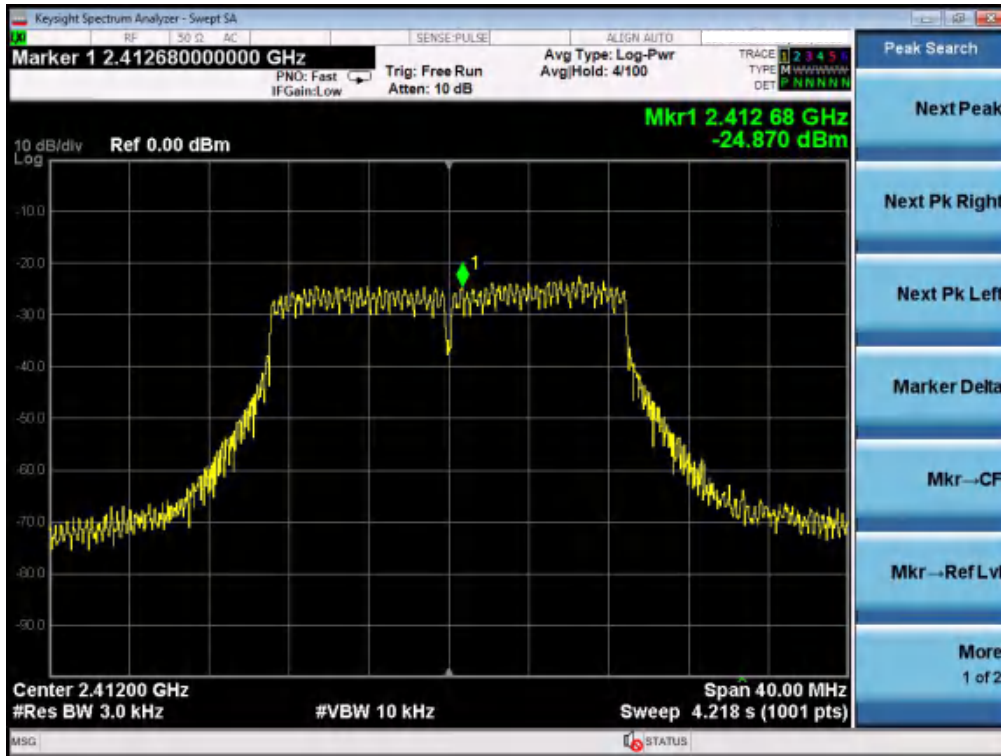 Keysight Spectrum Analyzer - Swept SA
RF 50 Ω AC SENSE:PULSE ALIGN AUTO
Marker 1 2.412680000000 GHz
PNO: Fast
IFGain:Low
Trig: Free Run
Atten: 10 dB
Avg Type: Log-Pwr
Avg|Hold: 4/100
TRACE 1 2 3 4 5 6
TYPE M W W W W W
DET P N N N N N
Mkr1 2.412 68 GHz
-24.870 dBm
10 dB/div Ref 0.00 dBm
Log
-10.0
-20.0
-30.0
-40.0
-50.0
-60.0
-70.0
-80.0
-90.0
1
Center 2.41200 GHz
Span 40.00 MHz
#Res BW 3.0 kHz
#VBW 10 kHz
Sweep 4.218 s (1001 pts)
MSG
STATUS
Peak Search
Next Peak
Next Pk Right
Next Pk Left
Marker Delta
Mkr→CF
Mkr→Ref Lvl
More
1 of 2